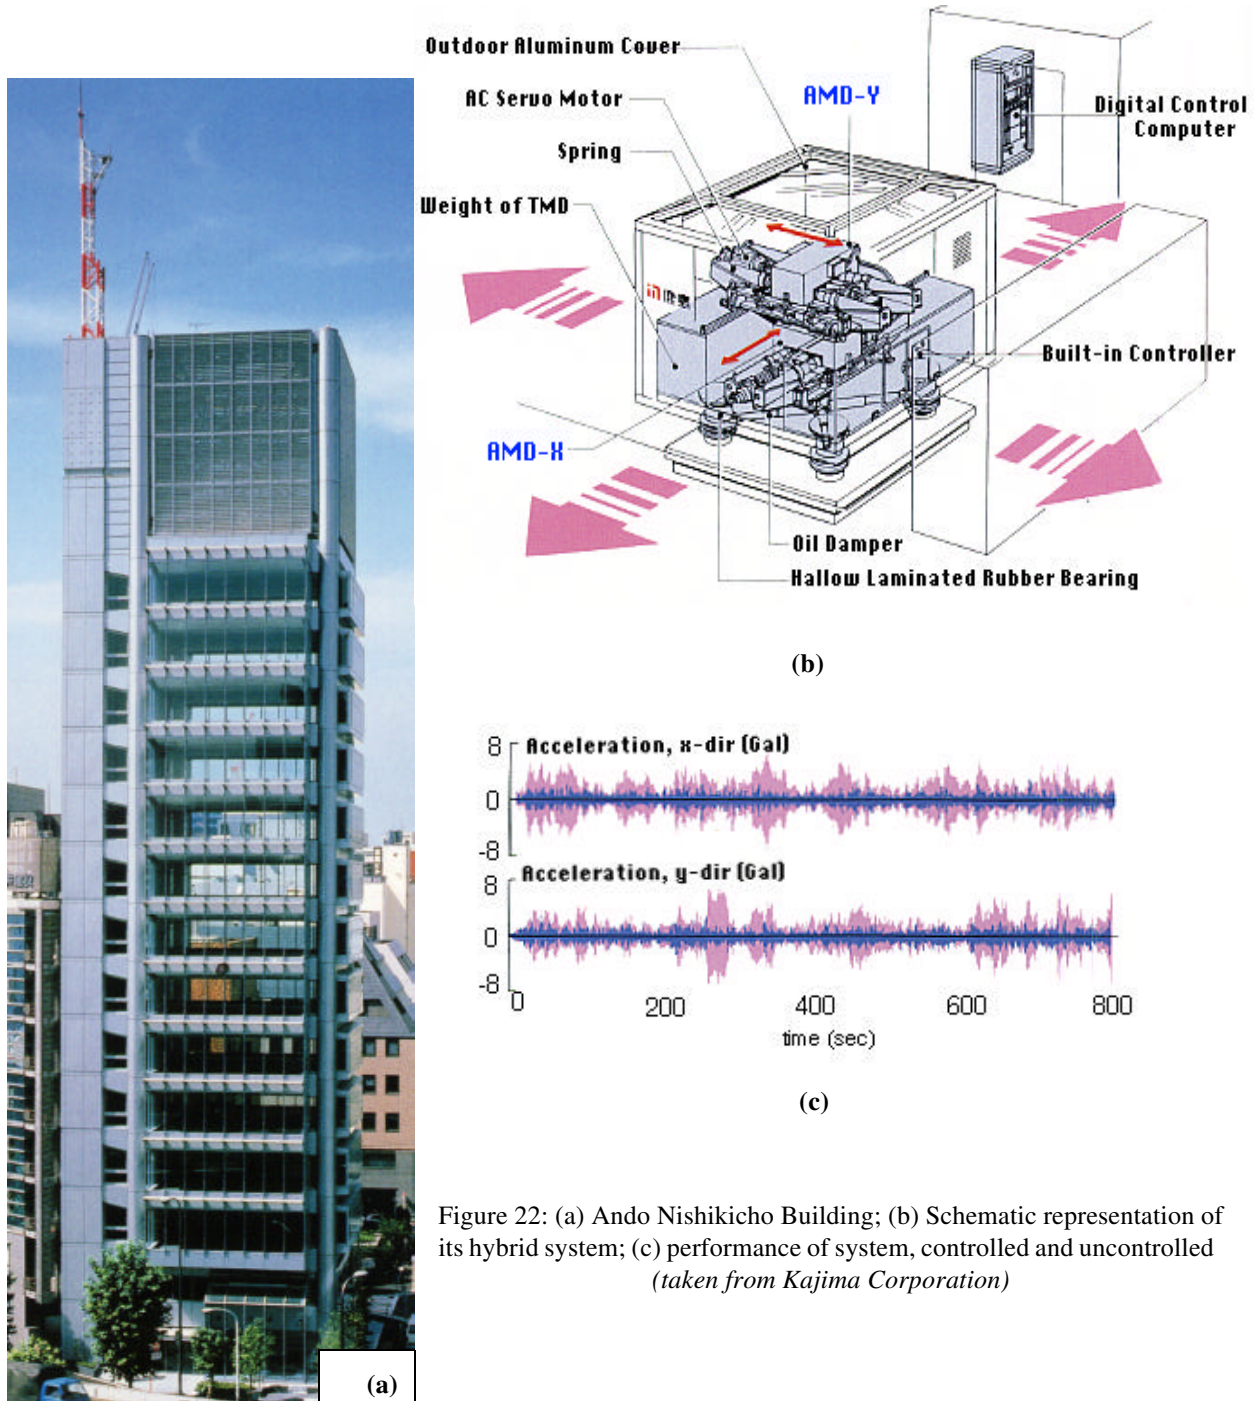 Outdoor Aluminum Cover
AC Servo Motor
AMD-Y
Digital Control
Computer
Spring
Weight of TMD
Built-in Controller
AMD-X
Oil Damper
Hallow Laminated Rubber Bearing
(b)
8
Acceleration, x-dir (Gal)
0
-8
8
Acceleration, y-dir (Gal)
0
-8
0 200 400 600 800
time (sec)
(c)
Figure 22: (a) Ando Nishikicho Building; (b) Schematic representation of
its hybrid system; (c) performance of system, controlled and uncontrolled
(taken from Kajima Corporation)
(a)